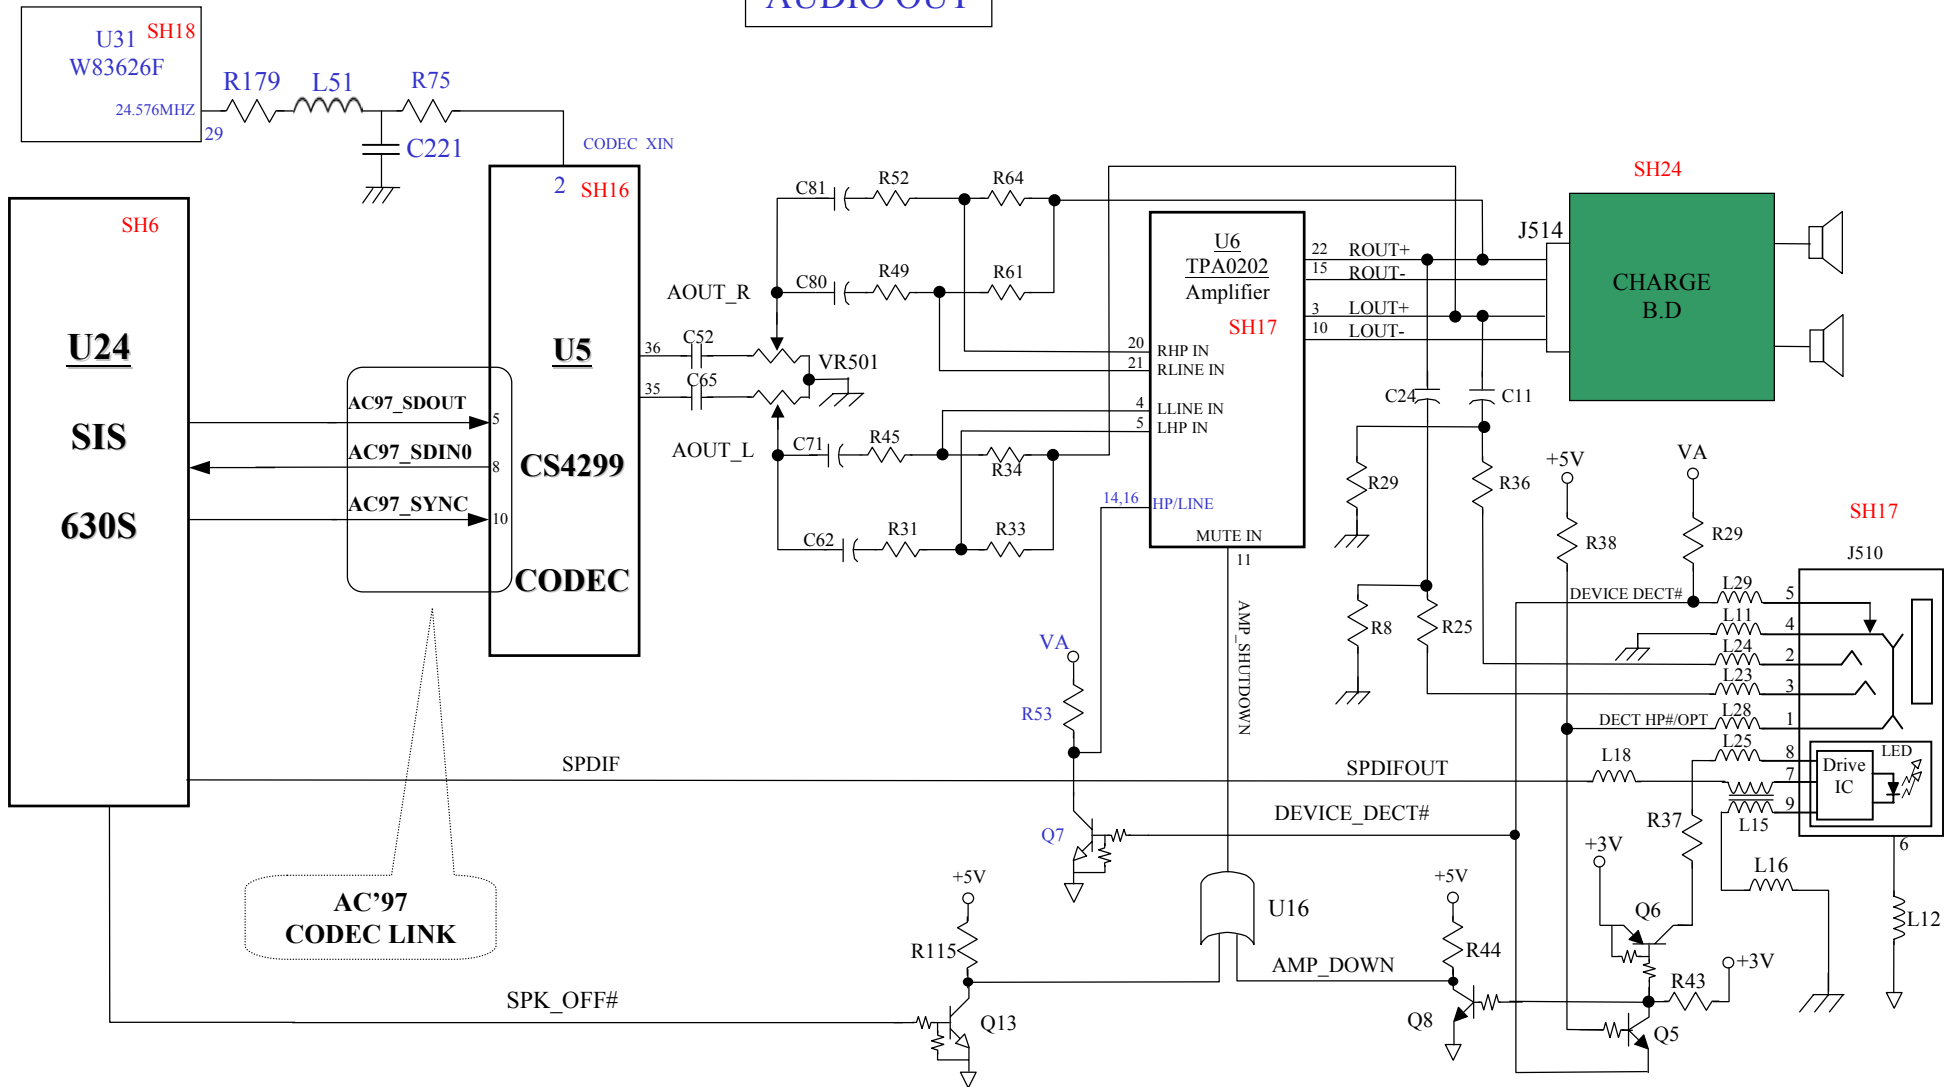 AUDIO OUT
U31 SH18
W83626F
24.576MHZ
29
R179
L51
R75
C221
CODEC XIN
2 SH16
SH6
U24
SIS
630S
U5
CS4299
CODEC
AC97_SDOUT
5
AC97_SDIN0
8
AC97_SYNC
10
AC'97
CODEC LINK
36
35
C52
C65
VR501
AOUT_R
AOUT_L
C81
R52
R64
C80
R49
R61
C71
R45
R34
C62
R31
R33
U6
TPA0202
Amplifier
SH17
20
RHP IN
21
RLINE IN
4
LLINE IN
5
LHP IN
14,16
HP/LINE
MUTE IN
11
22 ROUT+
15 ROUT-
3 LOUT+
10 LOUT-
J514
SH24
CHARGE
B.D
C24
C11
R29
R36
R8
R25
+5V
R38
VA
R29
SH17
J510
DEVICE DECT#
L29
5
L11
4
L24
2
L23
3
DECT HP#/OPT
L28
1
L25
8
LED
Drive
IC
7
9
L18
L15
6
AMP_SHUTDOWN
VA
R53
SPDIF
SPDIFOUT
Q7
DEVICE_DECT#
R37
+3V
L16
Q6
L12
+5V
R115
U16
+5V
R44
AMP_DOWN
+3V
R43
SPK_OFF#
Q13
Q8
Q5